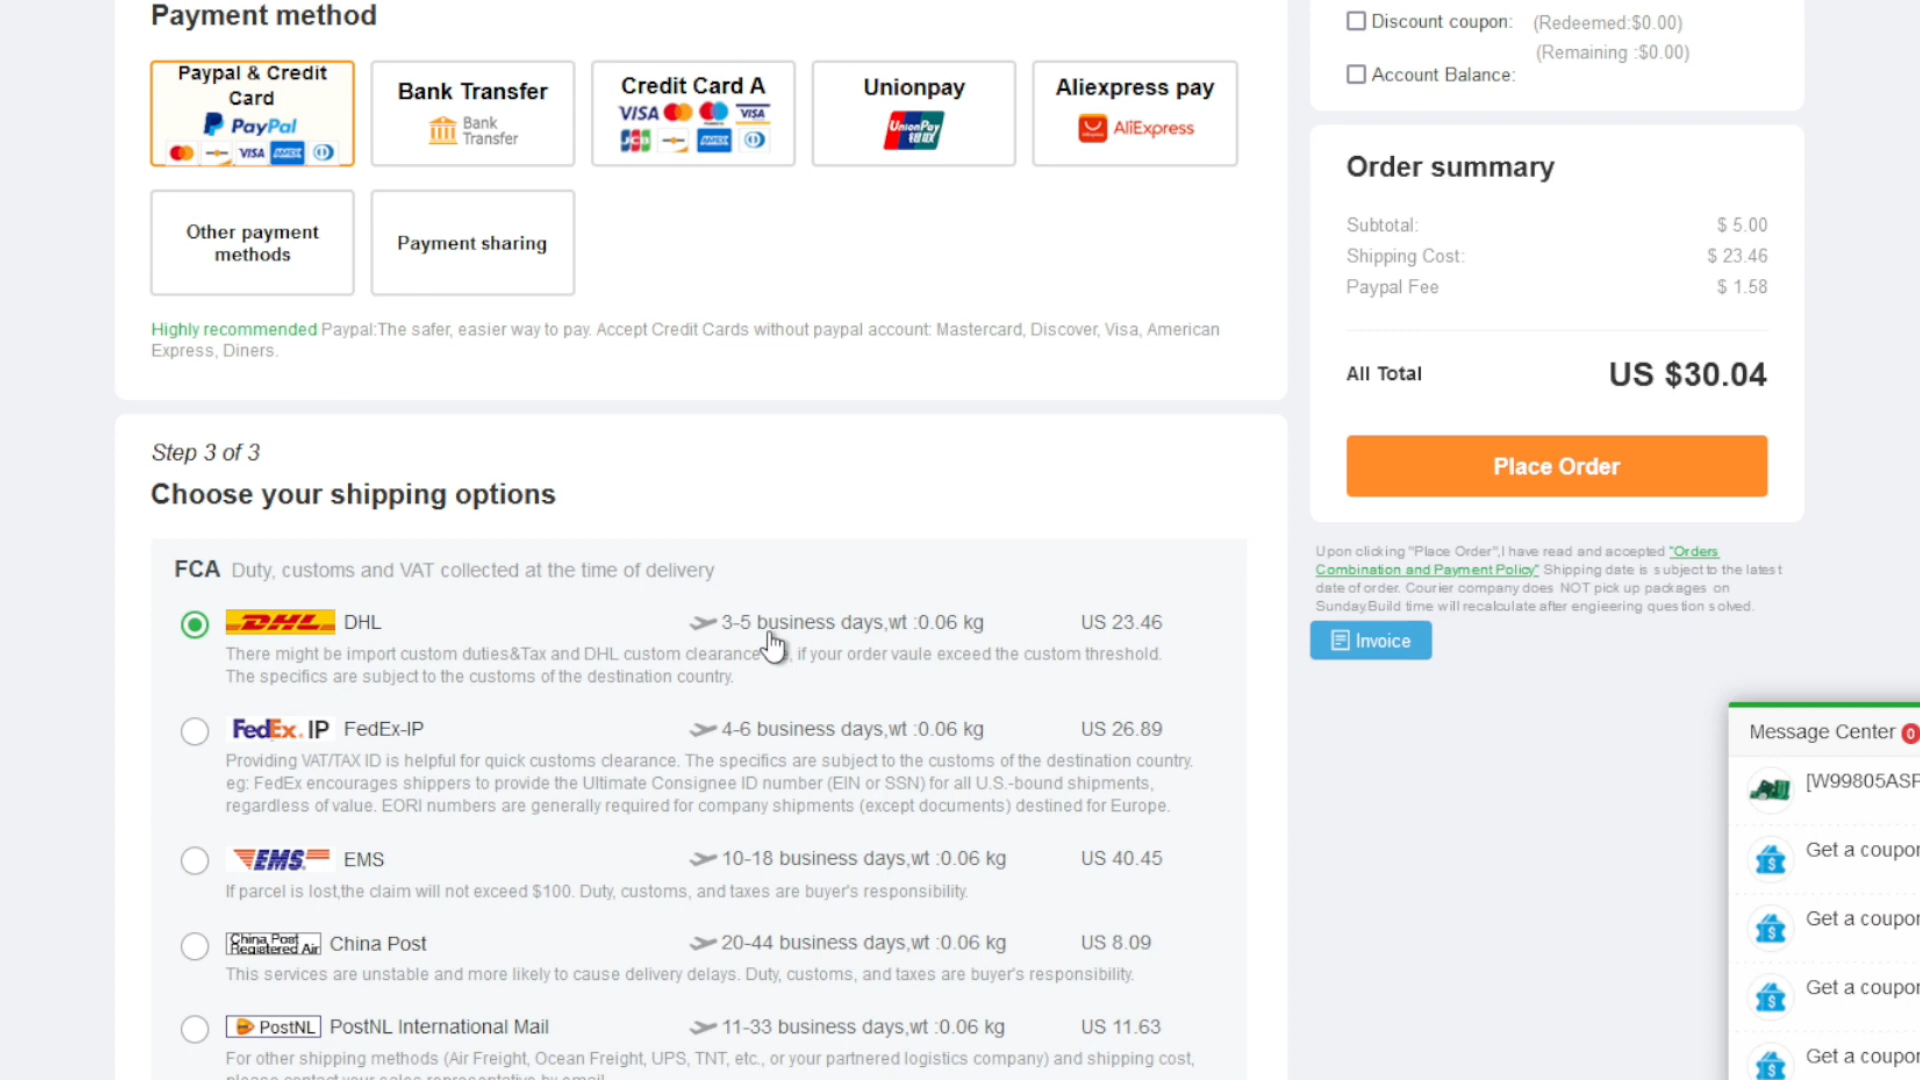 Payment method
Paypal & Credit
Card
PayPal
VISA
AMEX
Bank Transfer
Bank
Transfer
Credit Card A
VISA
VISA
JCB
AMEX
Unionpay
UnionPay
银联
Aliexpress pay
AliExpress
Other payment
methods
Payment sharing
Highly recommended Paypal:The safer, easier way to pay. Accept Credit Cards without paypal account: Mastercard, Discover, Visa, American
Express, Diners.
Step 3 of 3
Choose your shipping options
FCA Duty, customs and VAT collected at the time of delivery
DHL DHL 3-5 business days,wt :0.06 kg US 23.46
There might be import custom duties&Tax and DHL custom clearance , if your order vaule exceed the custom threshold.
The specifics are subject to the customs of the destination country.
FedEx. IP FedEx-IP 4-6 business days,wt :0.06 kg US 26.89
Providing VAT/TAX ID is helpful for quick customs clearance. The specifics are subject to the customs of the destination country.
eg: FedEx encourages shippers to provide the Ultimate Consignee ID number (EIN or SSN) for all U.S.-bound shipments,
regardless of value. EORI numbers are generally required for company shipments (except documents) destined for Europe.
EMS EMS 10-18 business days,wt :0.06 kg US 40.45
If parcel is lost,the claim will not exceed $100. Duty, customs, and taxes are buyer's responsibility.
China Post
Registered Air China Post 20-44 business days,wt :0.06 kg US 8.09
This services are unstable and more likely to cause delivery delays. Duty, customs, and taxes are buyer's responsibility.
PostNL PostNL International Mail 11-33 business days,wt :0.06 kg US 11.63
For other shipping methods (Air Freight, Ocean Freight, UPS, TNT, etc., or your partnered logistics company) and shipping cost,
please contact your sales representative by email.
Discount coupon: (Redeemed:$0.00)
(Remaining :$0.00)
Account Balance:
Order summary
Subtotal: $ 5.00
Shipping Cost: $ 23.46
Paypal Fee $ 1.58
All Total US $30.04
Place Order
Upon clicking "Place Order",I have read and accepted "Orders
Combination and Payment Policy" Shipping date is subject to the latest
date of order. Courier company does NOT pick up packages on
Sunday.Build time will recalculate after engieering question solved.
Invoice
Message Center 0
[W99805ASP
Get a coupon
Get a coupon
Get a coupon
Get a coupon